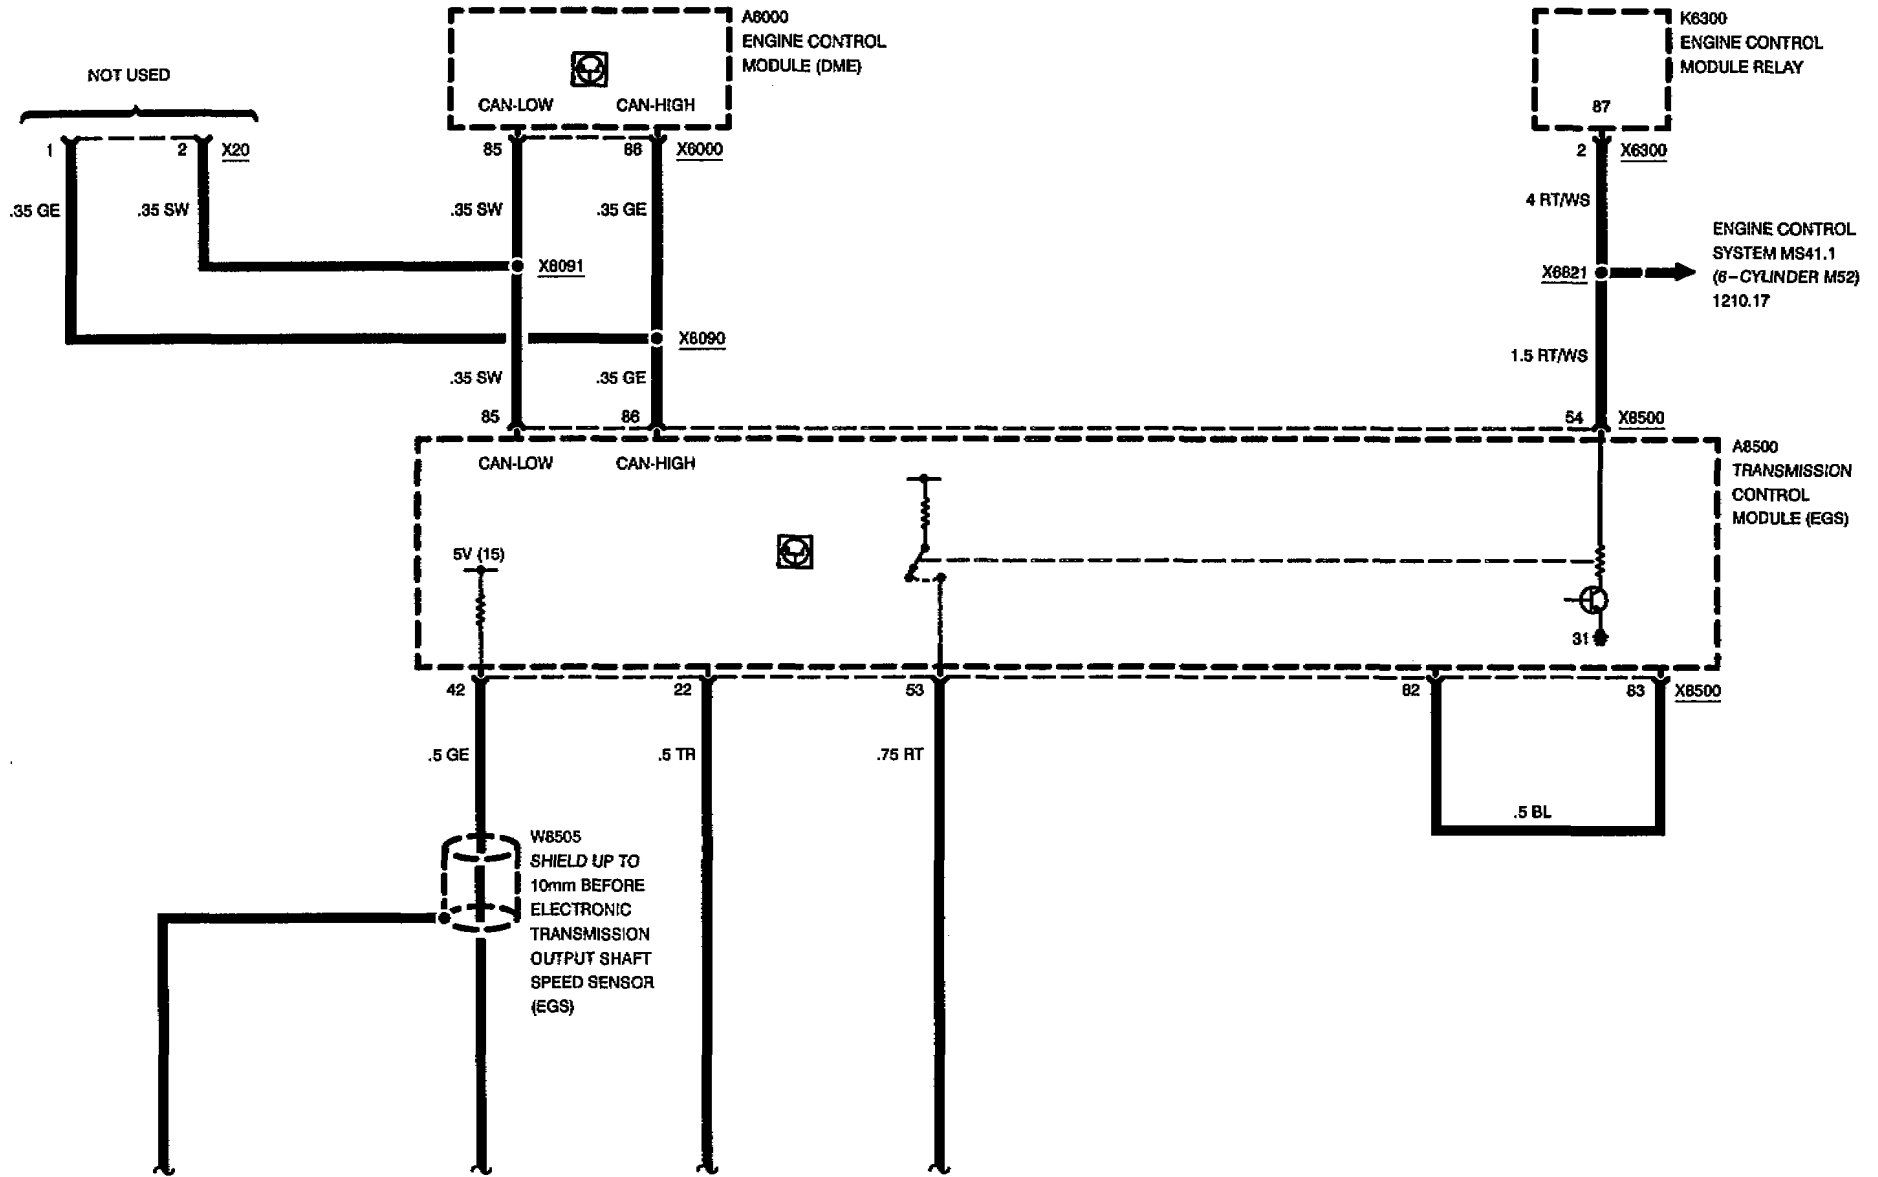 A6000
ENGINE CONTROL
MODULE (DME)
CAN-LOW
CAN-HIGH
K6300
ENGINE CONTROL
MODULE RELAY
87
NOT USED
1
2
X20
85
86
X6000
2
X6300
.35 GE
.35 SW
.35 SW
.35 GE
4 RT/WS
ENGINE CONTROL
SYSTEM MS41.1
(6-CYLINDER M52)
1210.17
X8091
X6821
X8090
1.5 RT/WS
.35 SW
.35 GE
85
86
54
X8500
CAN-LOW
CAN-HIGH
A8500
TRANSMISSION
CONTROL
MODULE (EGS)
5V (15)
31
42
22
53
82
83
X8500
.5 GE
.5 TR
.75 RT
.5 BL
W8505
SHIELD UP TO
10mm BEFORE
ELECTRONIC
TRANSMISSION
OUTPUT SHAFT
SPEED SENSOR
(EGS)